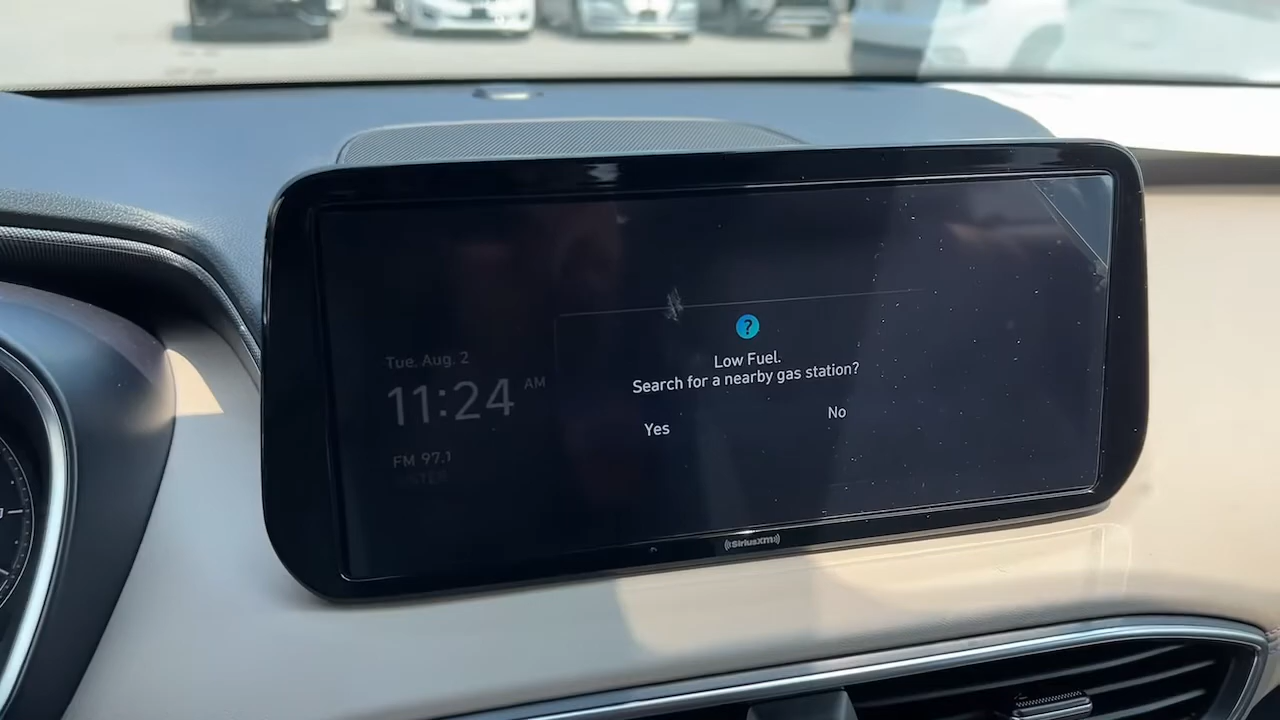 Tue. Aug. 2
11:24 AM
FM 97.1
?
Low Fuel.
Search for a nearby gas station?
Yes
No
SiriusXM